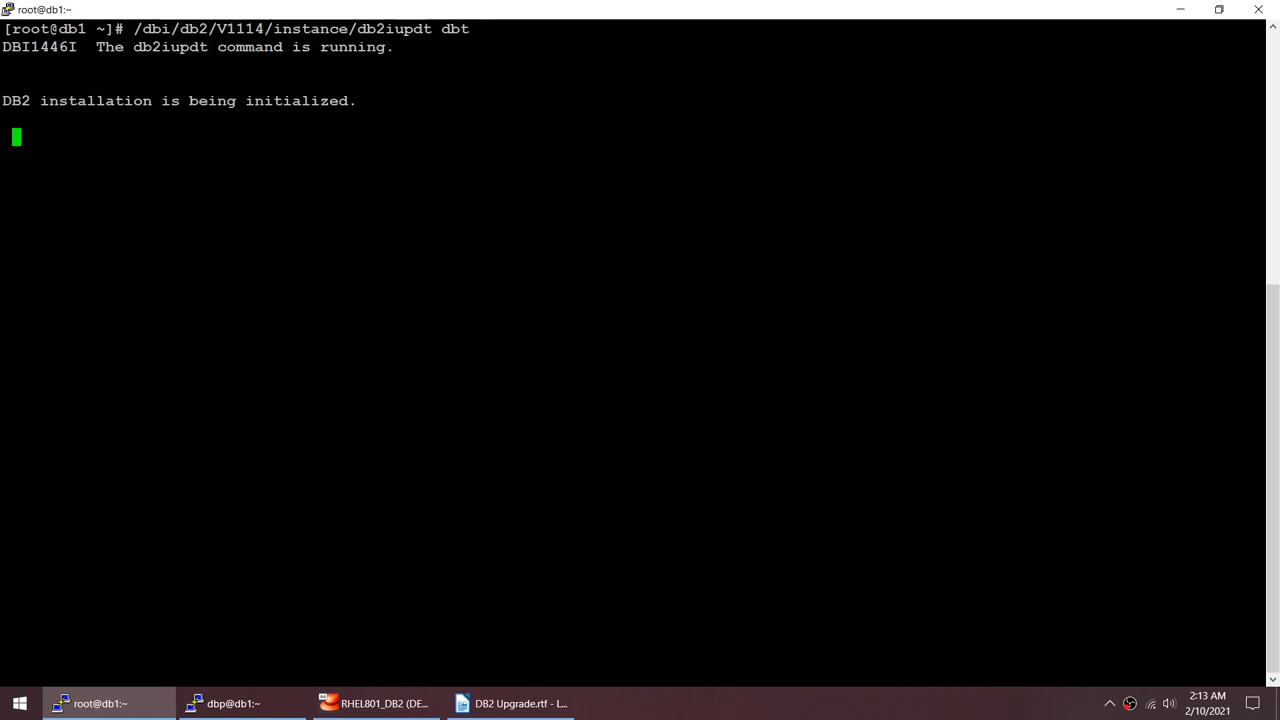 root@db1:~
[root@db1 ~]# /dbi/db2/V1114/instance/db2iupdt dbt
DBI1446I  The db2iupdt command is running.
DB2 installation is being initialized.
root@db1:~
dbp@db1:~
RHEL801_DB2 (DE...
DB2 Upgrade.rtf - L...
2:13 AM
2/10/2021